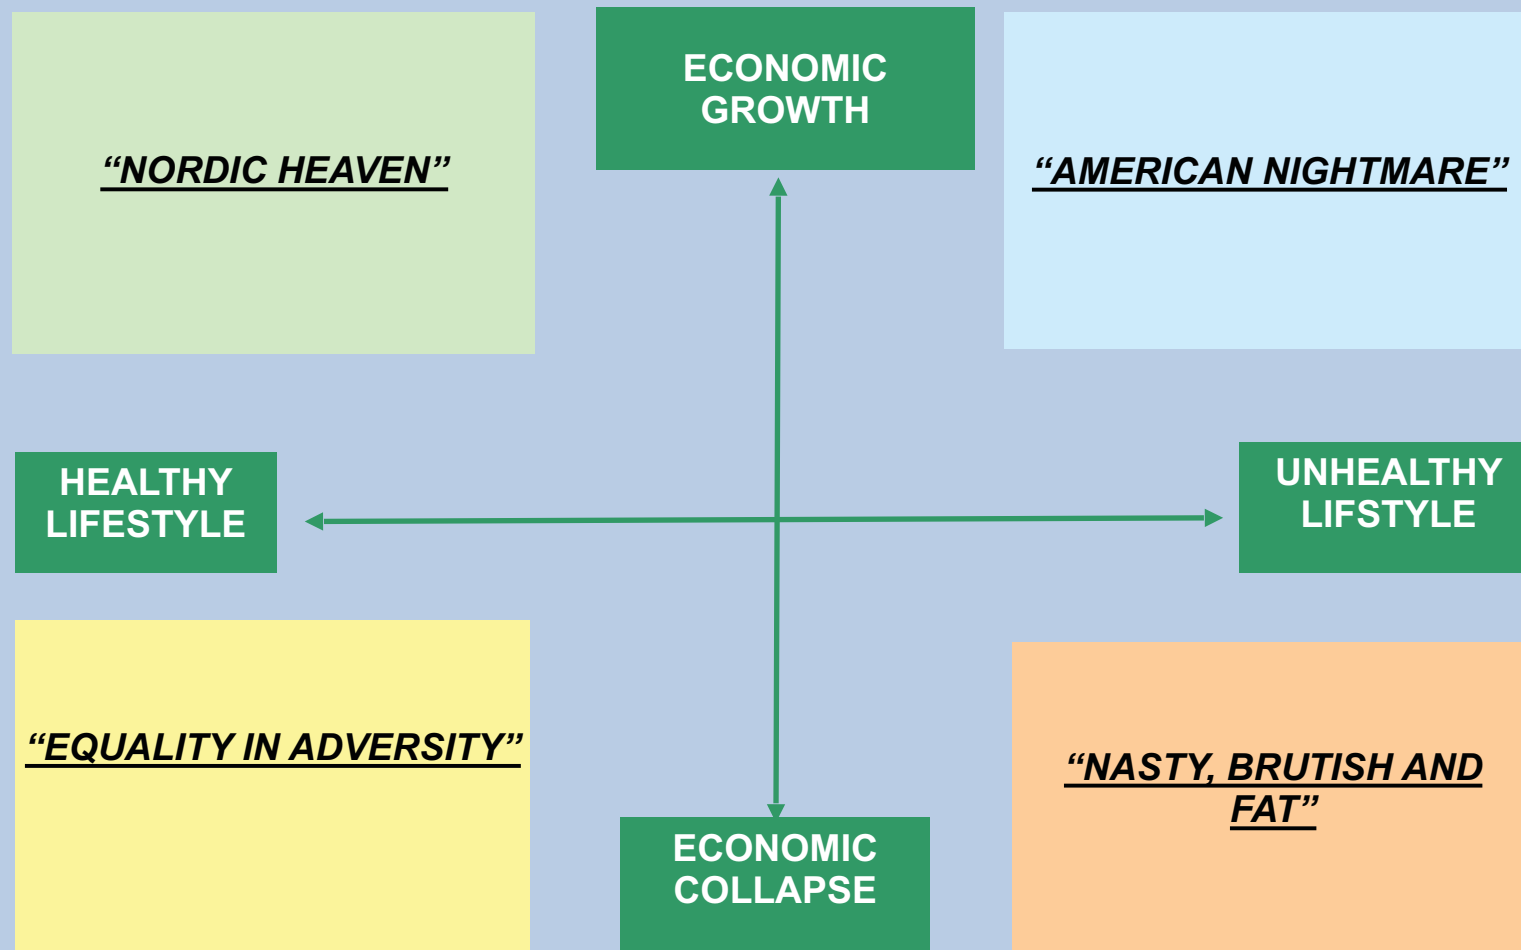 ECONOMIC
GROWTH
“NORDIC HEAVEN”
“AMERICAN NIGHTMARE”
HEALTHY
LIFESTYLE
UNHEALTHY
LIFSTYLE
“EQUALITY IN ADVERSITY”
“NASTY, BRUTISH AND
FAT”
ECONOMIC
COLLAPSE